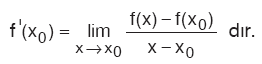 f'(x₀) = lim x→x₀ f(x) – f(x₀) / x – x₀ dır.